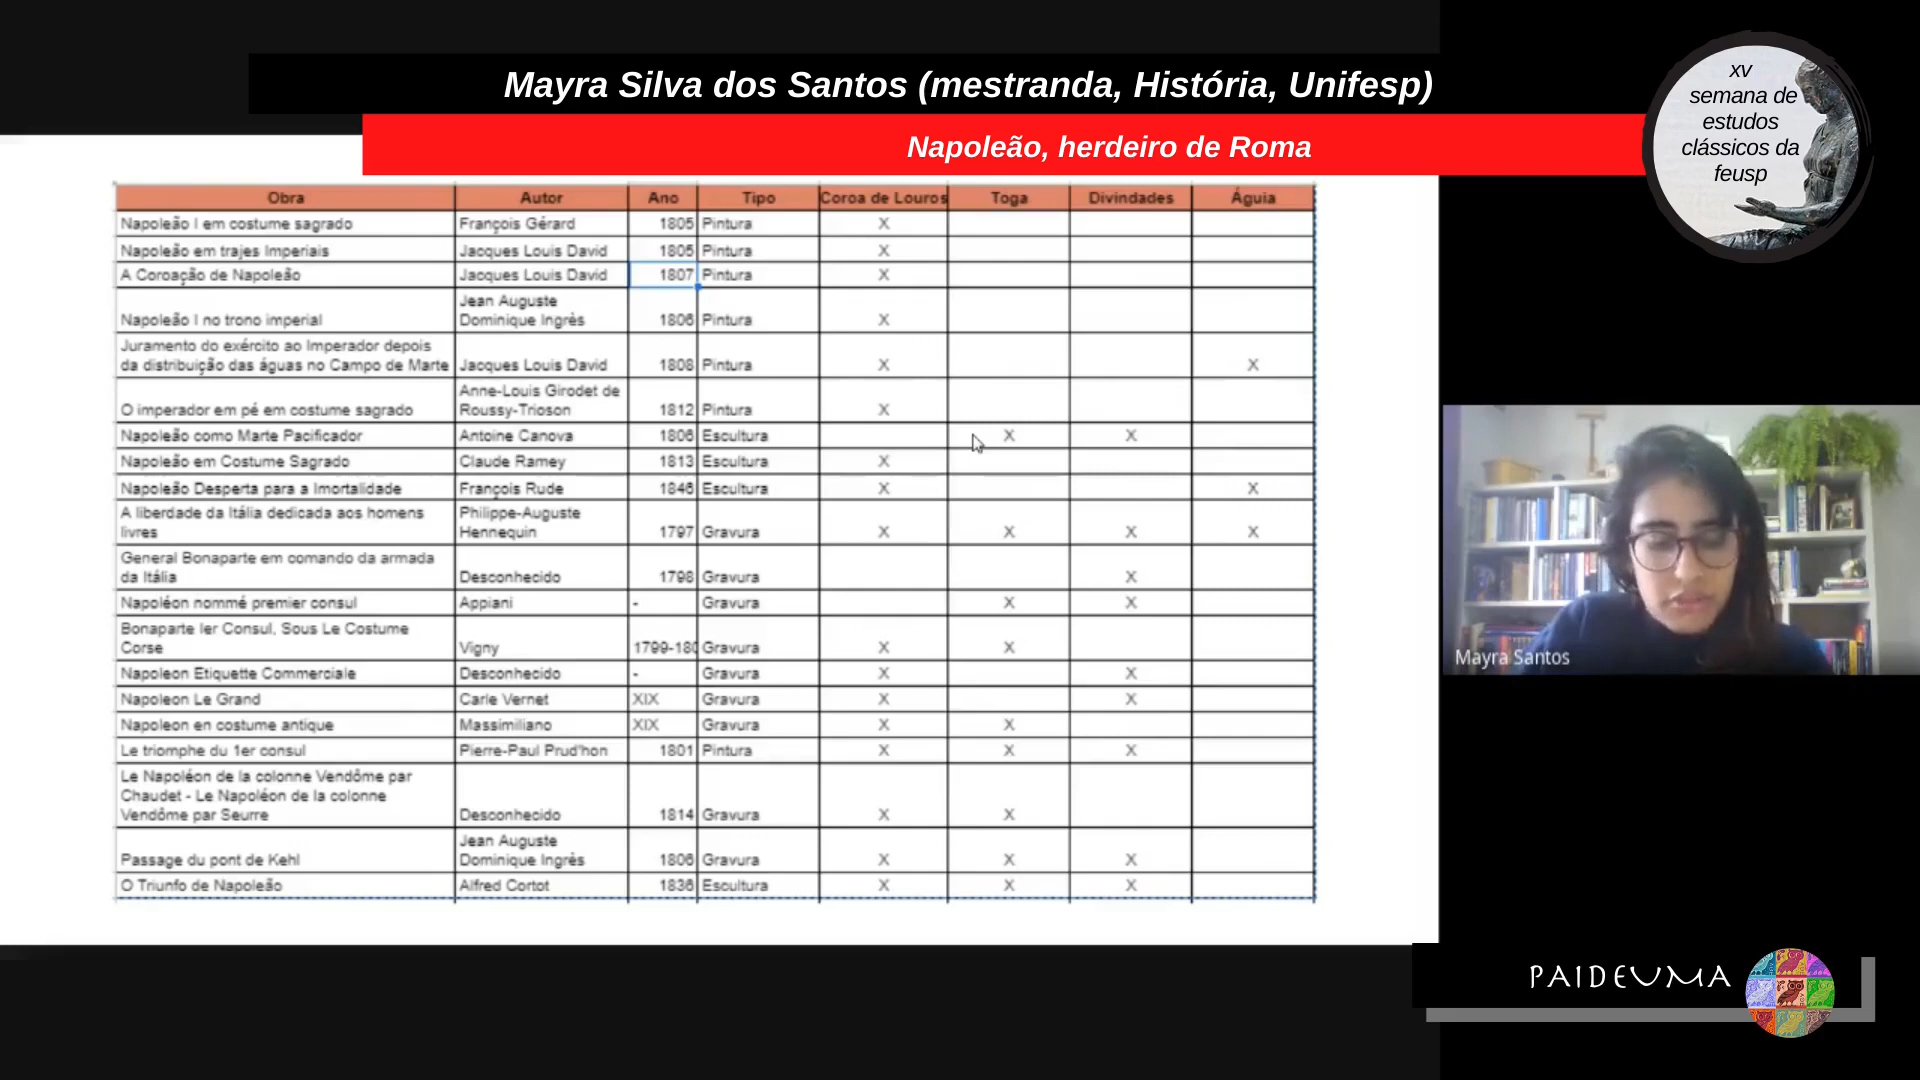 Mayra Silva dos Santos (mestranda, História, Unifesp)
Napoleão, herdeiro de Roma
xv
semana de
estudos
clássicos da
feusp
Obra Autor Ano Tipo Coroa de Louros Toga Divindades Águia
Napoleão I em costume sagrado François Gérard 1805 Pintura X
Napoleão em trajes Imperiais Jacques Louis David 1805 Pintura X
A Coroação de Napoleão Jacques Louis David 1807 Pintura X
Jean Auguste
Napoleão I no trono imperial Dominique Ingrès 1806 Pintura X
Juramento do exército ao Imperador depois
da distribuição das águas no Campo de Marte Jacques Louis David 1808 Pintura X X
Anne-Louis Girodet de
O imperador em pé em costume sagrado Roussy-Trioson 1812 Pintura X
Napoleão como Marte Pacificador Antoine Canova 1806 Escultura X X
Napoleão em Costume Sagrado Claude Ramey 1813 Escultura X
Napoleão Desperta para a Imortalidade François Rude 1846 Escultura X X
A liberdade da Itália dedicada aos homens Philippe-Auguste
livres Hennequin 1797 Gravura X X X X
General Bonaparte em comando da armada
da Itália Desconhecido 1798 Gravura X
Napoléon nommé premier consul Appiani - Gravura X X
Bonaparte Ier Consul, Sous Le Costume
Corse Vigny 1799-180 Gravura X X
Napoleon Etiquette Commerciale Desconhecido - Gravura X X
Napoleon Le Grand Carle Vernet XIX Gravura X X
Napoleon en costume antique Massimiliano XIX Gravura X X
Le triomphe du 1er consul Pierre-Paul Prud'hon 1801 Pintura X X X
Le Napoléon de la colonne Vendôme par
Chaudet - Le Napoléon de la colonne
Vendôme par Seurre Desconhecido 1814 Gravura X X
Jean Auguste
Passage du pont de Kehl Dominique Ingrès 1806 Gravura X X X
O Triunfo de Napoleão Alfred Cortot 1836 Escultura X X X
Mayra Santos
PAIDEUMA